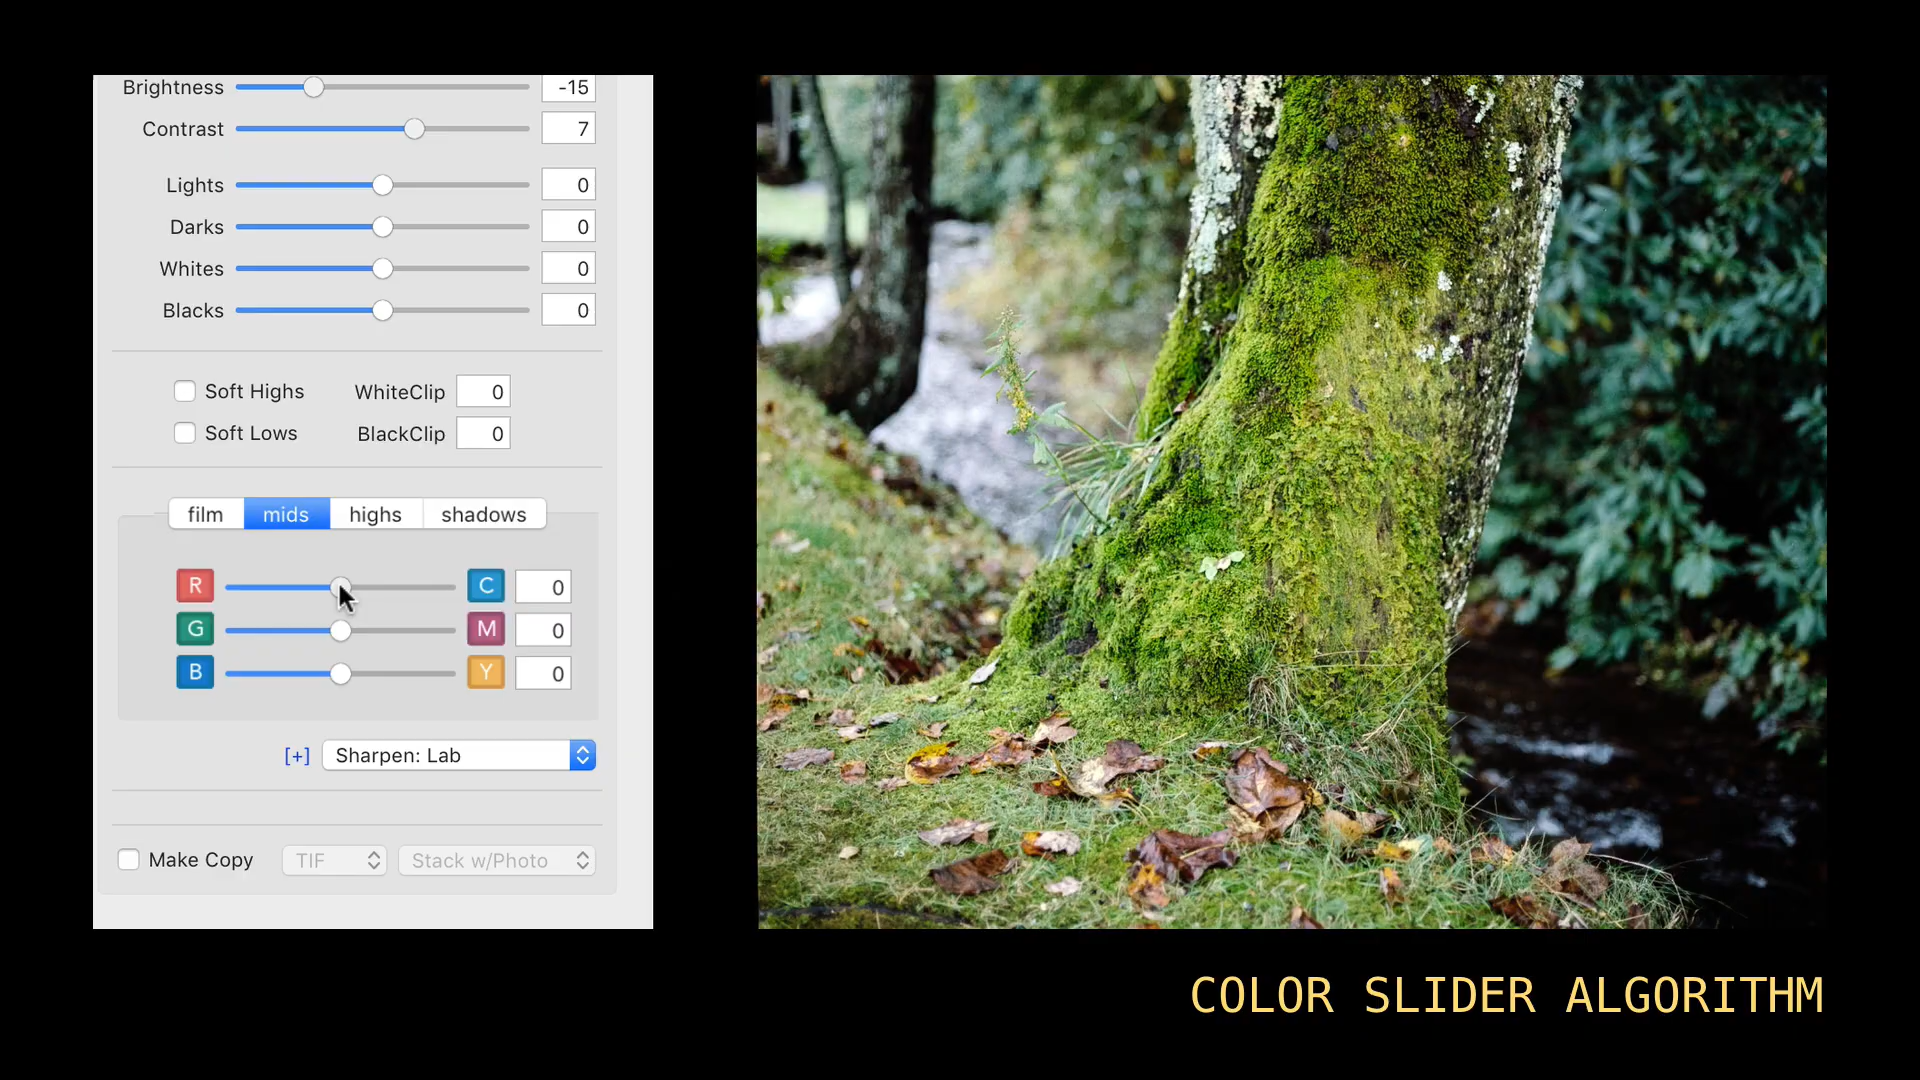 Brightness -15
Contrast 7
Lights 0
Darks 0
Whites 0
Blacks 0
Soft Highs WhiteClip 0
Soft Lows BlackClip 0
film mids highs shadows
R C 0
G M 0
B Y 0
[+] Sharpen: Lab
Make Copy TIF Stack w/Photo
COLOR SLIDER ALGORITHM